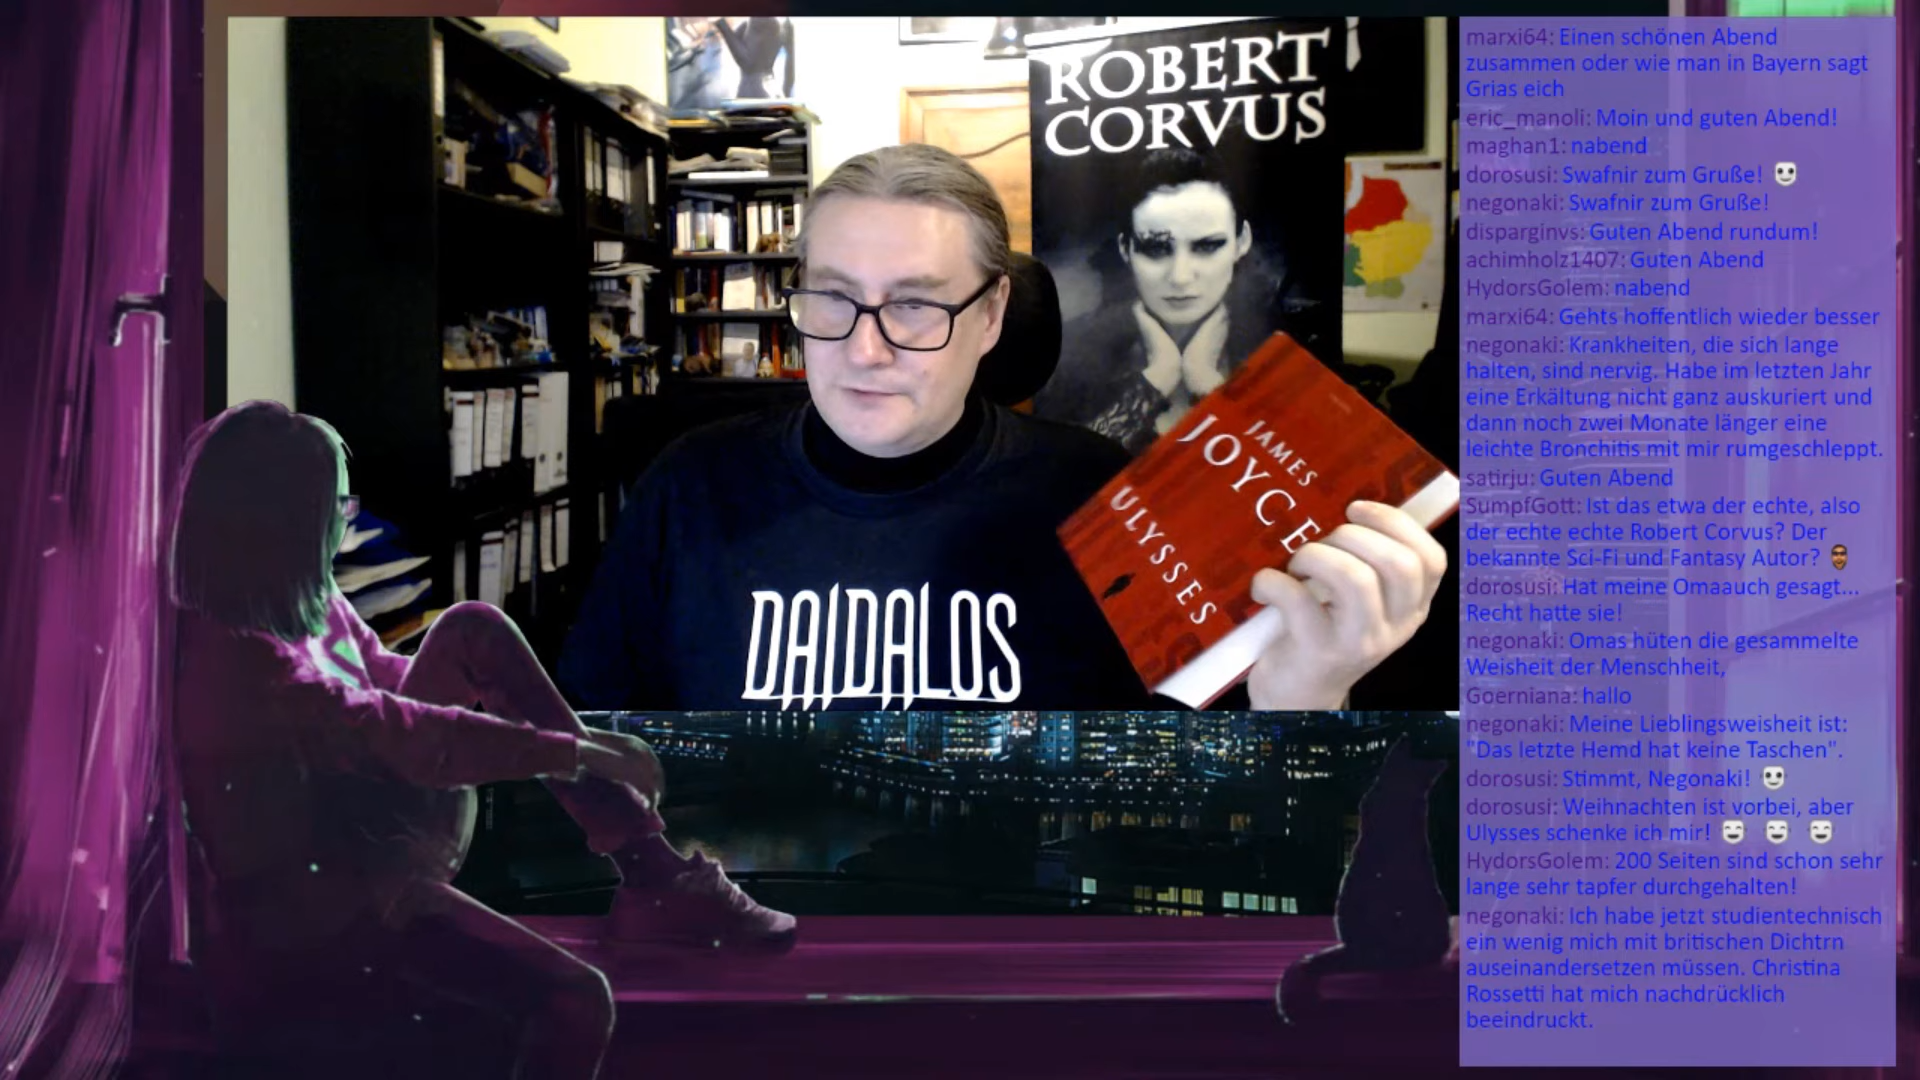 ROBERT
CORVUS
JAMES
JOYCE
ULYSSES
DAIDALOS
marxi64: Einen schönen Abend
zusammen oder wie man in Bayern sagt
Grias eich
eric_manoli: Moin und guten Abend!
maghan1: nabend
dorosusi: Swafnir zum Gruße!
negonaki: Swafnir zum Gruße!
disparginvs: Guten Abend rundum!
achimholz1407: Guten Abend
HydorsGolem: nabend
marxi64: Gehts hoffentlich wieder besser
negonaki: Krankheiten, die sich lange
halten, sind nervig. Habe im letzten Jahr
eine Erkältung nicht ganz auskuriert und
dann noch zwei Monate länger eine
leichte Bronchitis mit mir rumgeschleppt.
satirju: Guten Abend
SumpfGott: Ist das etwa der echte, also
der echte echte Robert Corvus? Der
bekannte Sci-Fi und Fantasy Autor?
dorosusi: Hat meine Omaauch gesagt...
Recht hatte sie!
negonaki: Omas hüten die gesammelte
Weisheit der Menschheit,
Goerniana: hallo
negonaki: Meine Lieblingsweisheit ist:
"Das letzte Hemd hat keine Taschen".
dorosusi: Stimmt, Negonaki!
dorosusi: Weihnachten ist vorbei, aber
Ulysses schenke ich mir!
HydorsGolem: 200 Seiten sind schon sehr
lange sehr tapfer durchgehalten!
negonaki: Ich habe jetzt studientechnisch
ein wenig mich mit britischen Dichtrn
auseinandersetzen müssen. Christina
Rossetti hat mich nachdrücklich
beeindruckt.